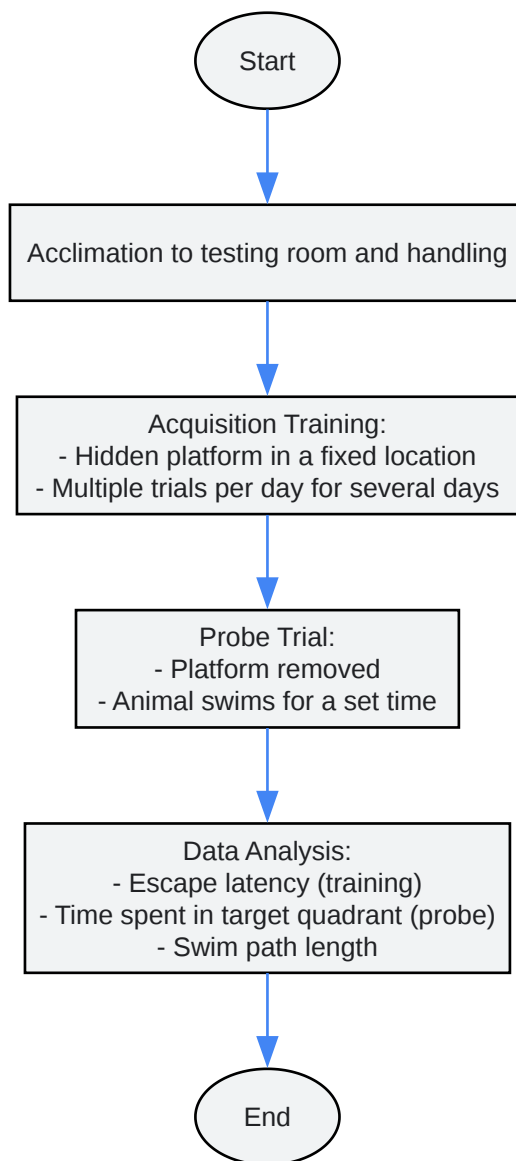 Start
Acclimation to testing room and handling
Acquisition Training:
- Hidden platform in a fixed location
- Multiple trials per day for several days
Probe Trial:
- Platform removed
- Animal swims for a set time
Data Analysis:
- Escape latency (training)
- Time spent in target quadrant (probe)
- Swim path length
End